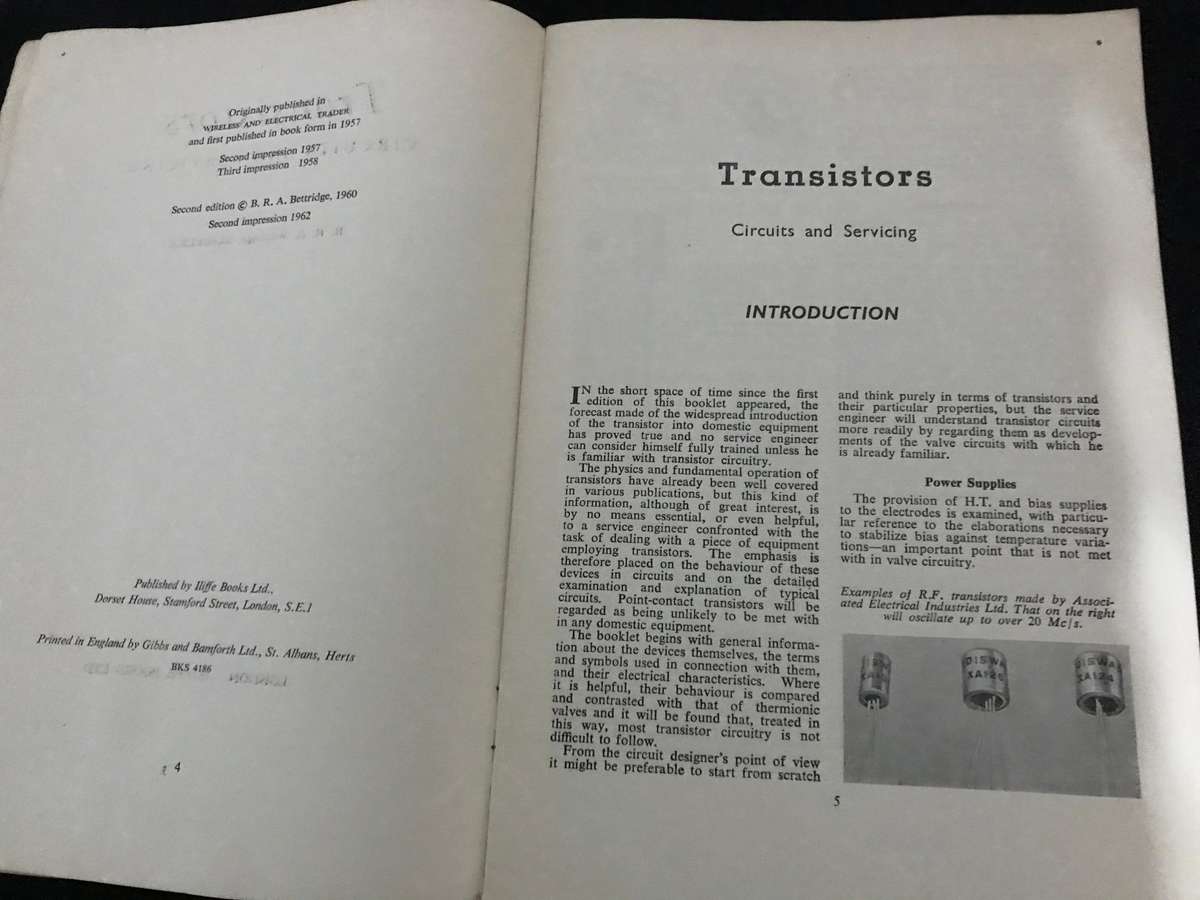 Originally published in
WIRELESS AND ELECTRICAL TRADER
and first published in book form in 1957
Second impression 1957
Third impression 1958
Second edition © B. R. A. Bettridge, 1960
Second impression 1962
Published by Iliffe Books Ltd.,
Dorset House, Stamford Street, London, S.E.1
Printed in England by Gibbs and Bamforth Ltd., St. Albans, Herts
BKS 4186
4
Transistors
Circuits and Servicing
INTRODUCTION
IN the short space of time since the first
edition of this booklet appeared, the
forecast made of the widespread introduction
of the transistor into domestic equipment
has proved true and no service engineer
can consider himself fully trained unless he
is familiar with transistor circuitry.
The physics and fundamental operation of
transistors have already been well covered
in various publications, but this kind of
information, although of great interest, is
by no means essential, or even helpful,
to a service engineer confronted with the
task of dealing with a piece of equipment
employing transistors. The emphasis is
therefore placed on the behaviour of these
devices in circuits and on the detailed
examination and explanation of typical
circuits. Point-contact transistors will be
regarded as being unlikely to be met with
in any domestic equipment.
The booklet begins with general informa-
tion about the devices themselves, the terms
and symbols used in connection with them,
and their electrical characteristics. Where
it is helpful, their behaviour is compared
and contrasted with that of thermionic
valves and it will be found that, treated in
this way, most transistor circuitry is not
difficult to follow.
From the circuit designer's point of view
it might be preferable to start from scratch
and think purely in terms of transistors and
their particular properties, but the service
engineer will understand transistor circuits
more readily by regarding them as develop-
ments of the valve circuits with which he
is already familiar.
Power Supplies
The provision of H.T. and bias supplies
to the electrodes is examined, with particu-
lar reference to the elaborations necessary
to stabilize bias against temperature varia-
tions—an important point that is not met
with in valve circuitry.
Examples of R.F. transistors made by Associ-
ated Electrical Industries Ltd. That on the right
will oscillate up to over 20 Mc/s.
EDISWAN
XA126
EDISWAN
XA124
5